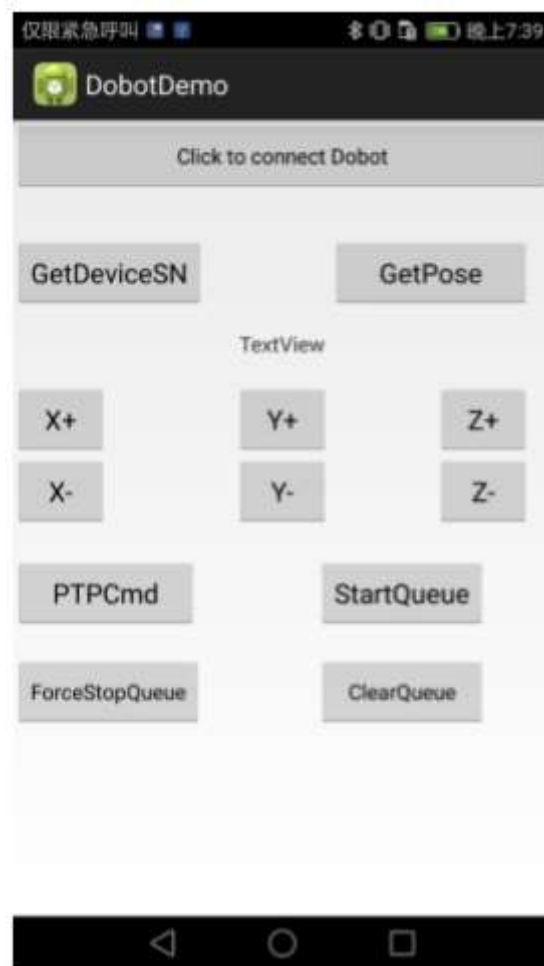 仅限紧急呼叫 晚上7:39
DobotDemo
Click to connect Dobot
GetDeviceSN GetPose
TextView
X+ Y+ Z+
X- Y- Z-
PTPCmd StartQueue
ForceStopQueue ClearQueue